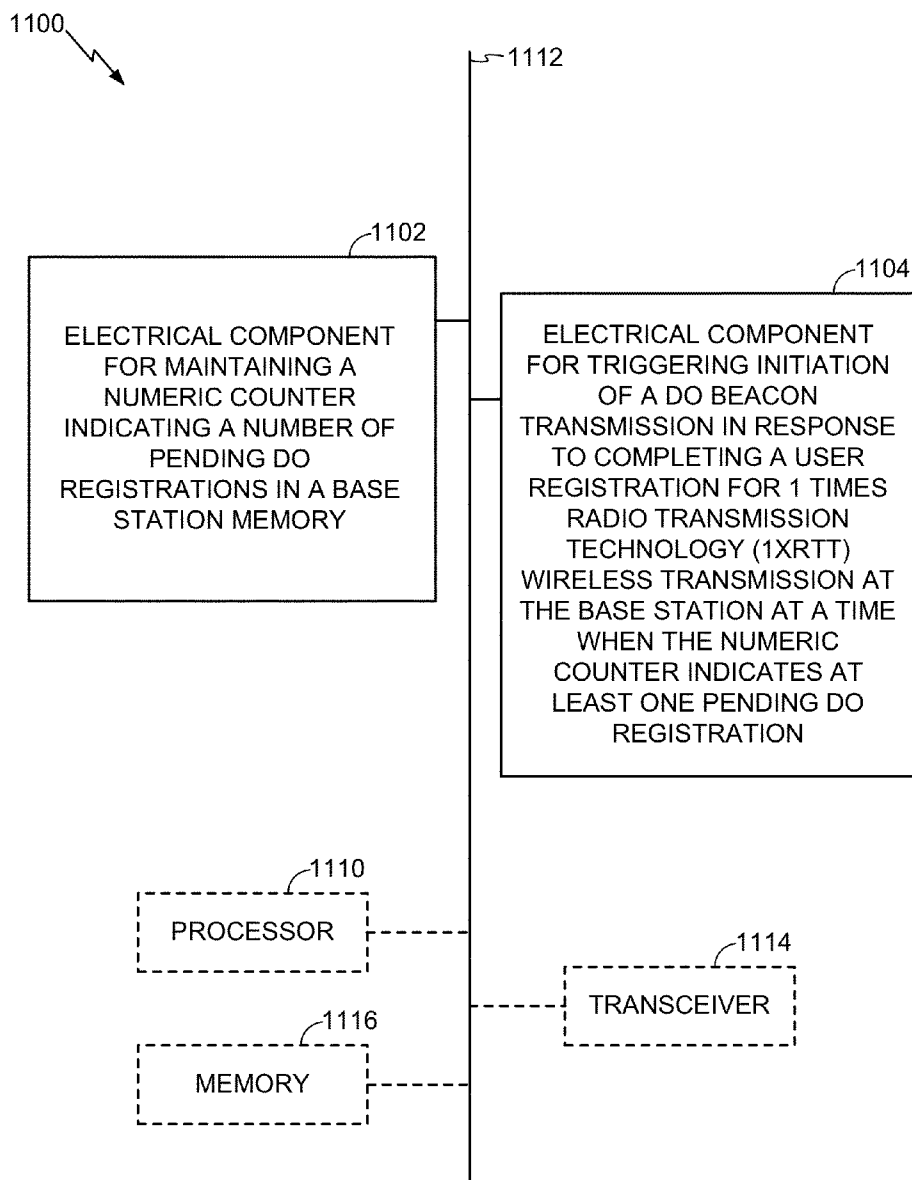 1100
1112
1102
ELECTRICAL COMPONENT
FOR MAINTAINING A
NUMERIC COUNTER
INDICATING A NUMBER OF
PENDING DO
REGISTRATIONS IN A BASE
STATION MEMORY
1104
ELECTRICAL COMPONENT
FOR TRIGGERING INITIATION
OF A DO BEACON
TRANSMISSION IN RESPONSE
TO COMPLETING A USER
REGISTRATION FOR 1 TIMES
RADIO TRANSMISSION
TECHNOLOGY (1XRTT)
WIRELESS TRANSMISSION AT
THE BASE STATION AT A TIME
WHEN THE NUMERIC
COUNTER INDICATES AT
LEAST ONE PENDING DO
REGISTRATION
1110
PROCESSOR
1114
TRANSCEIVER
1116
MEMORY